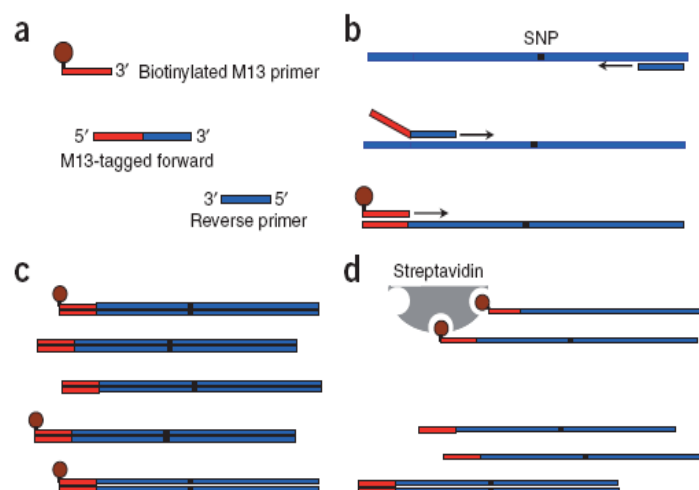 a
3′ Biotinylated M13 primer
5′ 3′
M13-tagged forward
3′ 5′
Reverse primer
b
SNP
c
d
Streptavidin